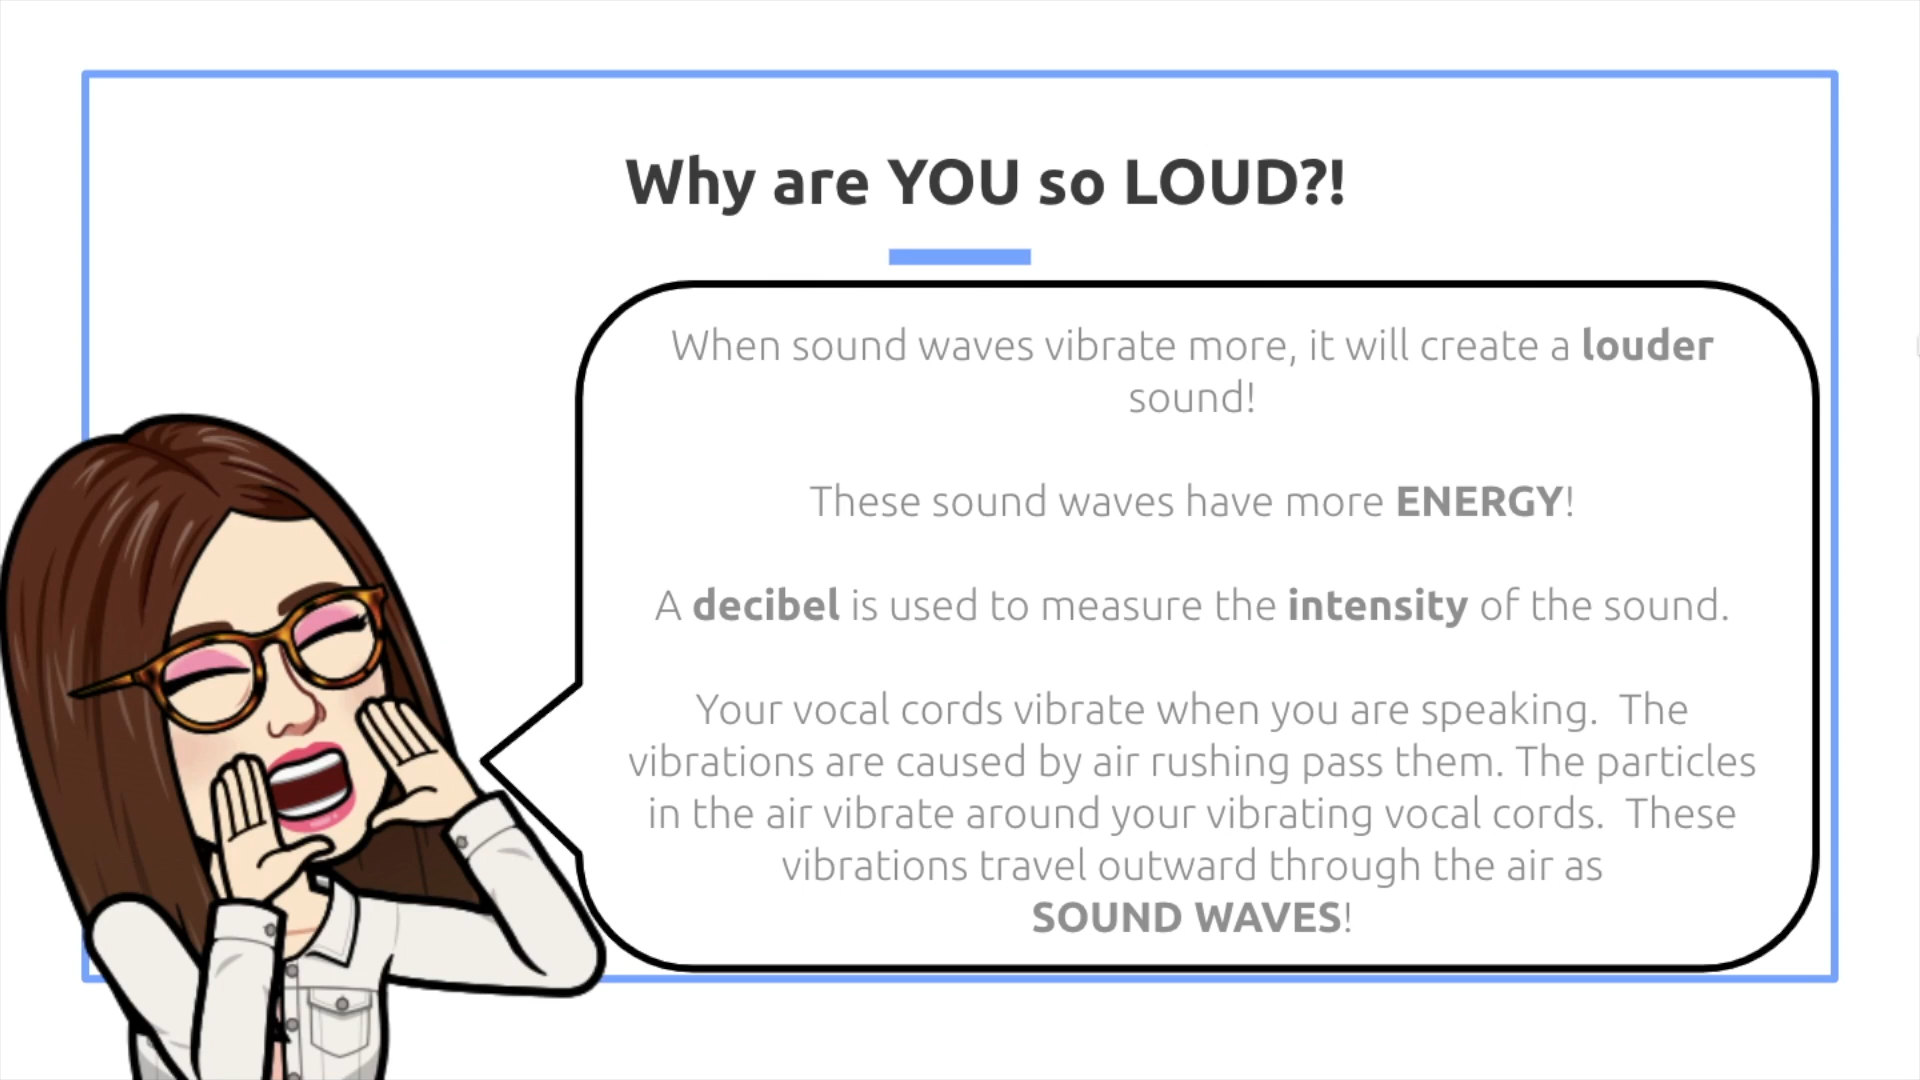 Why are YOU so LOUD?!
When sound waves vibrate more, it will create a louder
sound!
These sound waves have more ENERGY!
A decibel is used to measure the intensity of the sound.
Your vocal cords vibrate when you are speaking.  The
vibrations are caused by air rushing pass them. The particles
in the air vibrate around your vibrating vocal cords.  These
vibrations travel outward through the air as
SOUND WAVES!